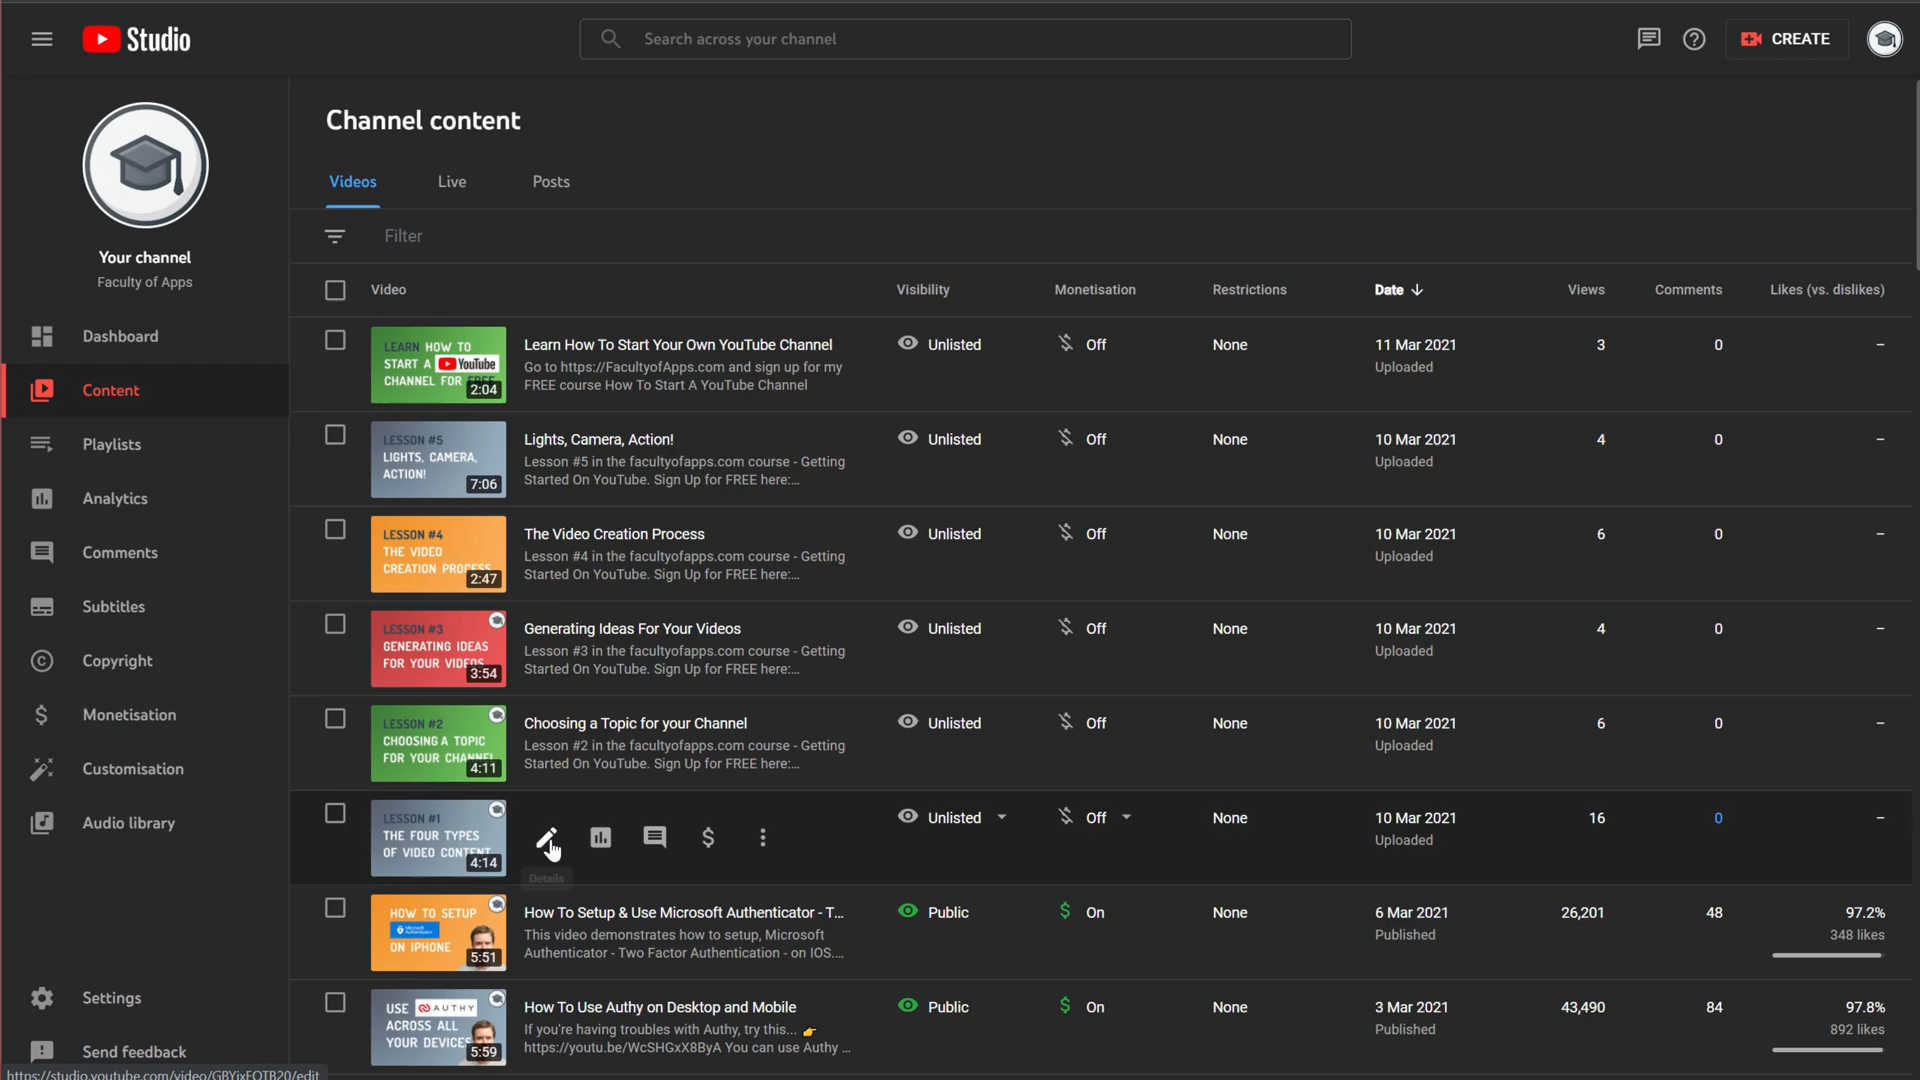 Studio
Search across your channel
CREATE
Your channel
Faculty of Apps
Dashboard
Content
Playlists
Analytics
Comments
Subtitles
Copyright
Monetisation
Customisation
Audio library
Settings
Send feedback
Channel content
Videos Live Posts
Filter
Video Visibility Monetisation Restrictions Date Views Comments Likes (vs. dislikes)
LEARN HOW TO
START A YouTube
CHANNEL FOR FREE
2:04
Learn How To Start Your Own YouTube Channel
Go to https://FacultyofApps.com and sign up for my
FREE course How To Start A YouTube Channel
Unlisted Off None 11 Mar 2021 3 0 –
Uploaded
LESSON #5
LIGHTS, CAMERA,
ACTION!
7:06
Lights, Camera, Action!
Lesson #5 in the facultyofapps.com course - Getting
Started On YouTube. Sign Up for FREE here:...
Unlisted Off None 10 Mar 2021 4 0 –
Uploaded
LESSON #4
THE VIDEO
CREATION PROCESS
2:47
The Video Creation Process
Lesson #4 in the facultyofapps.com course - Getting
Started On YouTube. Sign Up for FREE here:...
Unlisted Off None 10 Mar 2021 6 0 –
Uploaded
LESSON #3
GENERATING IDEAS
FOR YOUR VIDEOS
3:54
Generating Ideas For Your Videos
Lesson #3 in the facultyofapps.com course - Getting
Started On YouTube. Sign Up for FREE here:...
Unlisted Off None 10 Mar 2021 4 0 –
Uploaded
LESSON #2
CHOOSING A TOPIC
FOR YOUR CHANNEL
4:11
Choosing a Topic for your Channel
Lesson #2 in the facultyofapps.com course - Getting
Started On YouTube. Sign Up for FREE here:...
Unlisted Off None 10 Mar 2021 6 0 –
Uploaded
LESSON #1
THE FOUR TYPES
OF VIDEO CONTENT
4:14
Details
Unlisted Off None 10 Mar 2021 16 0 –
Uploaded
HOW TO SETUP
Microsoft
Authenticator
ON IPHONE
5:51
How To Setup & Use Microsoft Authenticator - T...
This video demonstrates how to setup, Microsoft
Authenticator - Two Factor Authentication - on IOS....
Public On None 6 Mar 2021 26,201 48 97.2%
Published 348 likes
USE AUTHY
ACROSS ALL
YOUR DEVICES
5:59
How To Use Authy on Desktop and Mobile
If you're having troubles with Authy, try this... 👉
https://youtu.be/WcSHGxX8ByA You can use Authy ...
Public On None 3 Mar 2021 43,490 84 97.8%
Published 892 likes
https://studio.youtube.com/video/GBYixFOTB20/edit